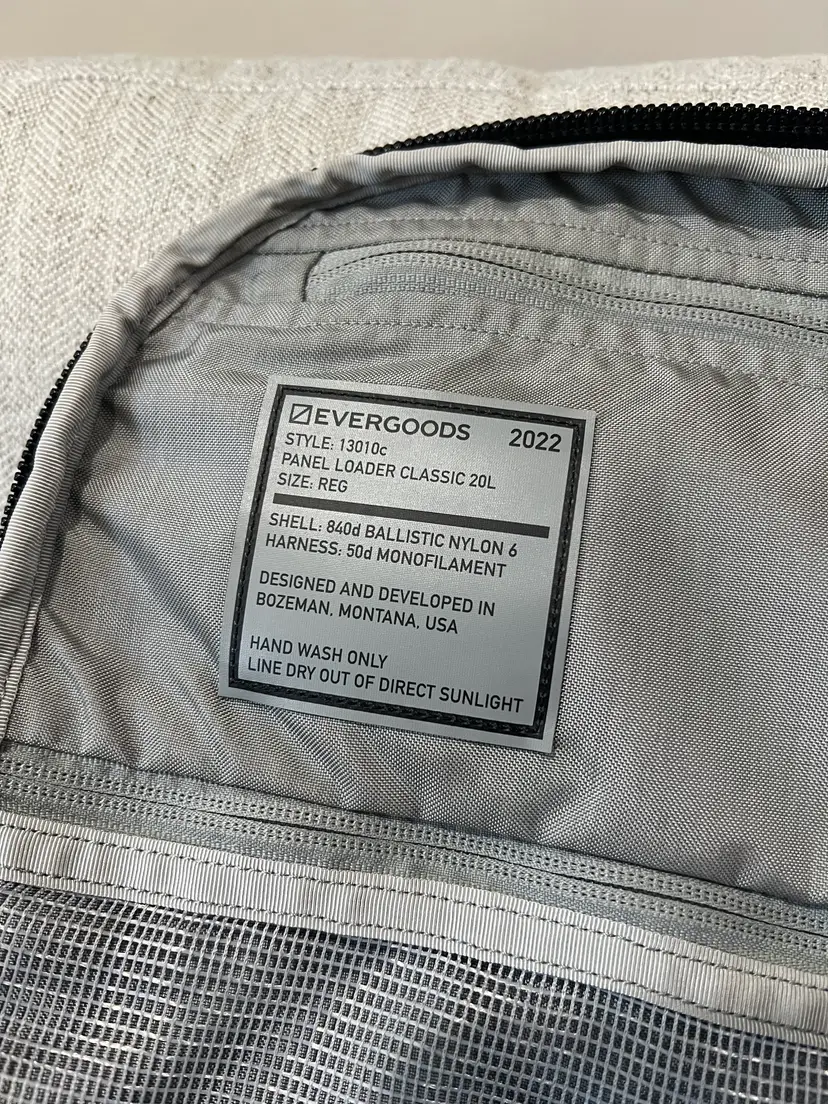 EVERGOODS 2022
STYLE: 13010c
PANEL LOADER CLASSIC 20L
SIZE: REG
SHELL: 840d BALLISTIC NYLON 6
HARNESS: 50d MONOFILAMENT
DESIGNED AND DEVELOPED IN
BOZEMAN, MONTANA, USA
HAND WASH ONLY
LINE DRY OUT OF DIRECT SUNLIGHT